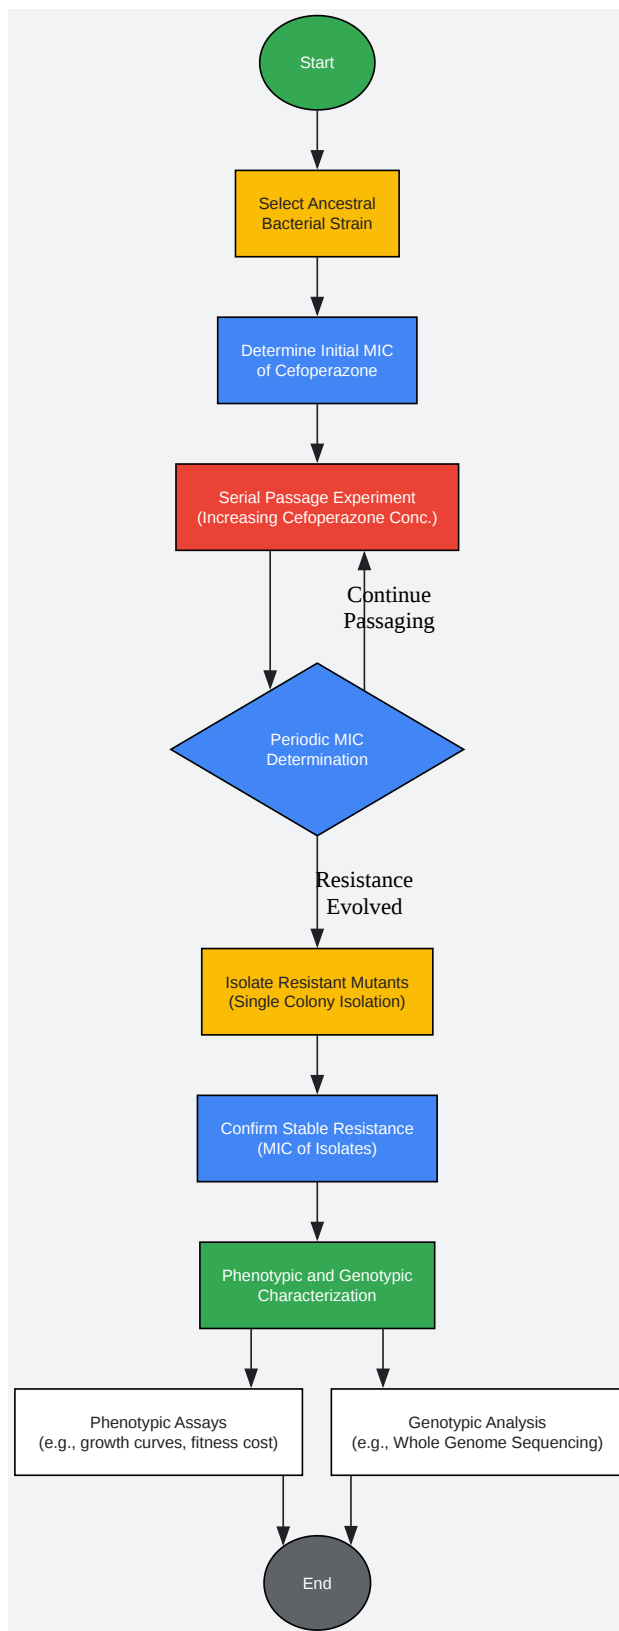 Start
Select Ancestral
Bacterial Strain
Determine Initial MIC
of Cefoperazone
Serial Passage Experiment
(Increasing Cefoperazone Conc.)
Continue
Passaging
Periodic MIC
Determination
Resistance
Evolved
Isolate Resistant Mutants
(Single Colony Isolation)
Confirm Stable Resistance
(MIC of Isolates)
Phenotypic and Genotypic
Characterization
Phenotypic Assays
(e.g., growth curves, fitness cost)
Genotypic Analysis
(e.g., Whole Genome Sequencing)
End